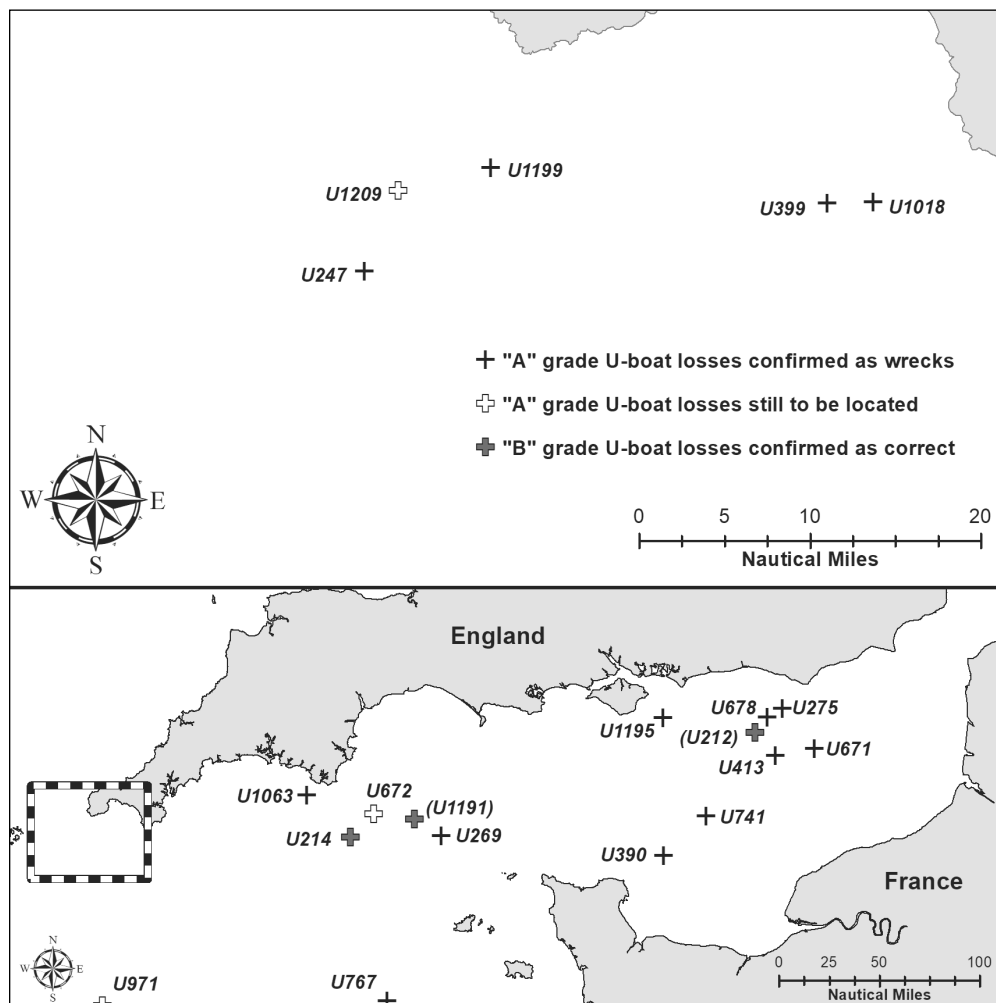 U1199
U1209
U399
U1018
U247
"A" grade U-boat losses confirmed as wrecks
"A" grade U-boat losses still to be located
"B" grade U-boat losses confirmed as correct
N
W E
S
0 5 10 20
Nautical Miles
England
U678 U275
U1195
(U212)
U671
U413
U672
U1063
(U1191)
U741
U214
U269
U390
France
N
W E
S
U971
U767
0 25 50 100
Nautical Miles